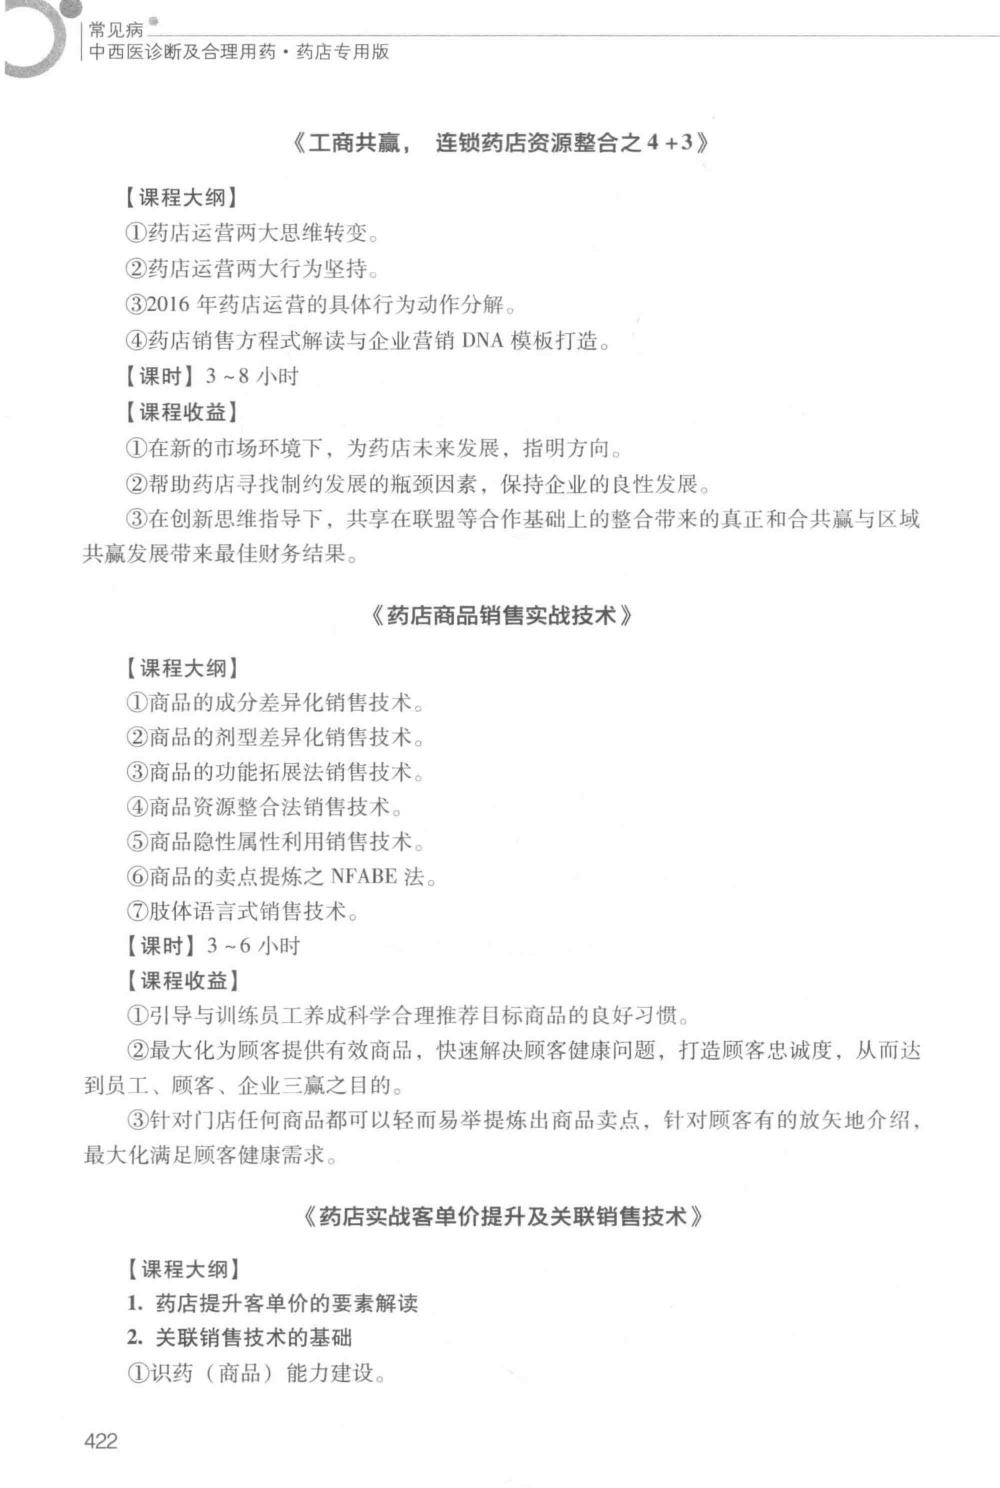 常见病
中西医诊断及合理用药·药店专用版
《工商共赢， 连锁药店资源整合之4+3》
【课程大纲】
①药店运营两大思维转变。
②药店运营两大行为坚持。
③2016年药店运营的具体行为动作分解。
④药店销售方程式解读与企业营销 DNA 模板打造。
【课时】3~8小时
【课程收益】
①在新的市场环境下，为药店未来发展，指明方向。
②帮助药店寻找制约发展的瓶颈因素，保持企业的良性发展。
③在创新思维指导下，共享在联盟等合作基础上的整合带来的真正和合共赢与区域
共赢发展带来最佳财务结果。
《药店商品销售实战技术》
【课程大纲】
①商品的成分差异化销售技术。
②商品的剂型差异化销售技术。
③商品的功能拓展法销售技术。
④商品资源整合法销售技术。
⑤商品隐性属性利用销售技术。
⑥商品的卖点提炼之 NFABE 法。
⑦肢体语言式销售技术。
【课时】3~6小时
【课程收益】
①引导与训练员工养成科学合理推荐目标商品的良好习惯。
②最大化为顾客提供有效商品，快速解决顾客健康问题，打造顾客忠诚度，从而达
到员工、顾客、企业三赢之目的。
③针对门店任何商品都可以轻而易举提炼出商品卖点，针对顾客有的放矢地介绍，
最大化满足顾客健康需求。
《药店实战客单价提升及关联销售技术》
【课程大纲】
1. 药店提升客单价的要素解读
2. 关联销售技术的基础
①识药（商品）能力建设。
422